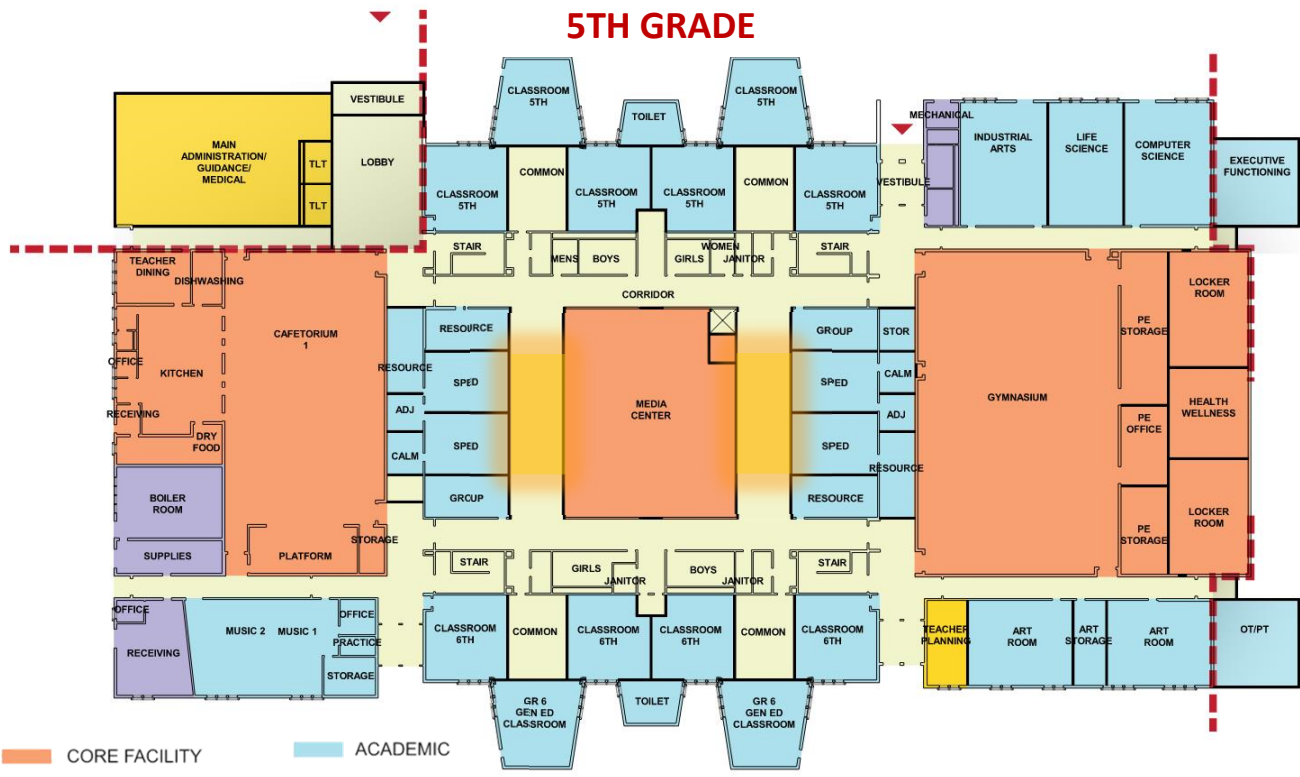 5TH GRADE
VESTIBULE
MAIN
ADMINISTRATION/
GUIDANCE/
MEDICAL
TLT
TLT
LOBBY
CLASSROOM
5TH
TOILET
CLASSROOM
5TH
CLASSROOM
5TH
COMMON
CLASSROOM
5TH
CLASSROOM
5TH
COMMON
CLASSROOM
5TH
VESTIBULE
MECHANICAL
INDUSTRIAL
ARTS
LIFE
SCIENCE
COMPUTER
SCIENCE
EXECUTIVE
FUNCTIONING
STAIR
MENS
BOYS
GIRLS
WOMEN
JANITOR
STAIR
CORRIDOR
TEACHER
DINING
DISHWASHING
CAFETORIUM
1
OFFICE
KITCHEN
RECEIVING
DRY
FOOD
BOILER
ROOM
SUPPLIES
PLATFORM
STORAGE
RESOURCE
ADJ
CALM
RESOURCE
SPED
SPED
GROUP
MEDIA
CENTER
GROUP
SPED
SPED
RESOURCE
STOR
CALM
ADJ
RESOURCE
GYMNASIUM
PE
STORAGE
PE
OFFICE
PE
STORAGE
LOCKER
ROOM
HEALTH
WELLNESS
LOCKER
ROOM
STAIR
GIRLS
JANITOR
BOYS
JANITOR
STAIR
OFFICE
RECEIVING
MUSIC 2
MUSIC 1
OFFICE
PRACTICE
STORAGE
CLASSROOM
6TH
COMMON
CLASSROOM
6TH
CLASSROOM
6TH
COMMON
CLASSROOM
6TH
TEACHER
PLANNING
ART
ROOM
ART
STORAGE
ART
ROOM
OT/PT
GR 6
GEN ED
CLASSROOM
TOILET
GR 6
GEN ED
CLASSROOM
CORE FACILITY
ACADEMIC